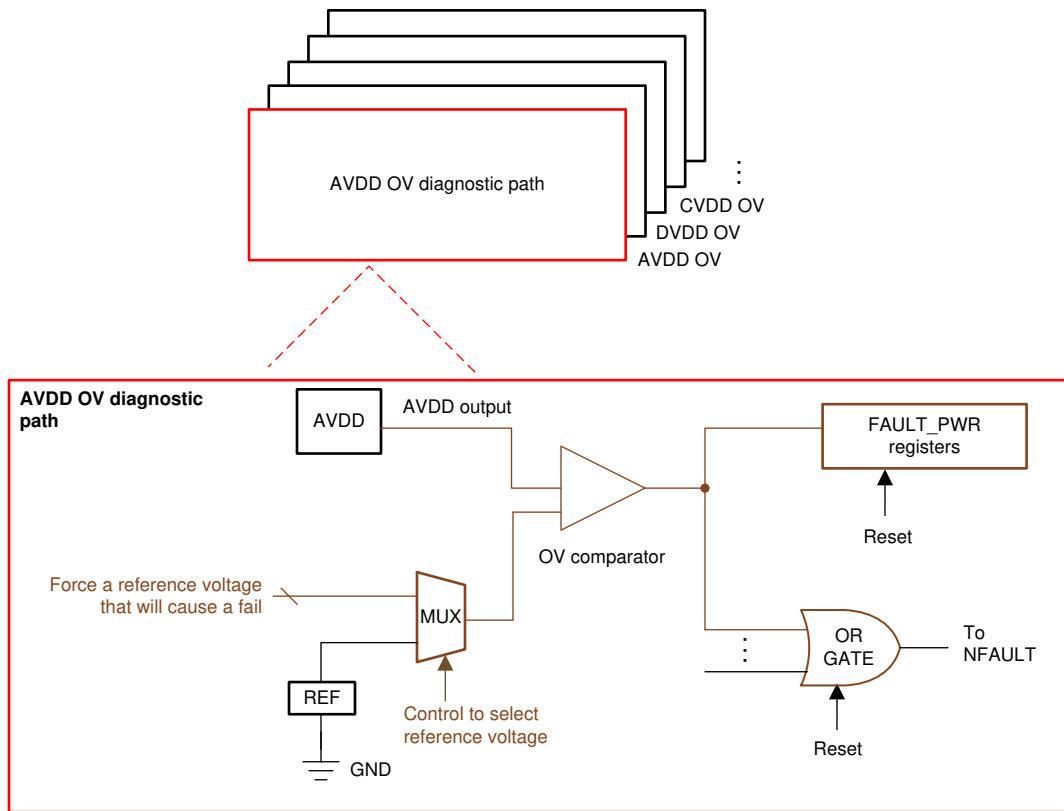 AVDD OV diagnostic path
CVDD OV
DVDD OV
AVDD OV
AVDD OV diagnostic
path
AVDD
AVDD output
FAULT_PWR
registers
Reset
OV comparator
Force a reference voltage
that will cause a fail
MUX
OR
GATE
To
NFAULT
REF
Control to select
reference voltage
Reset
GND